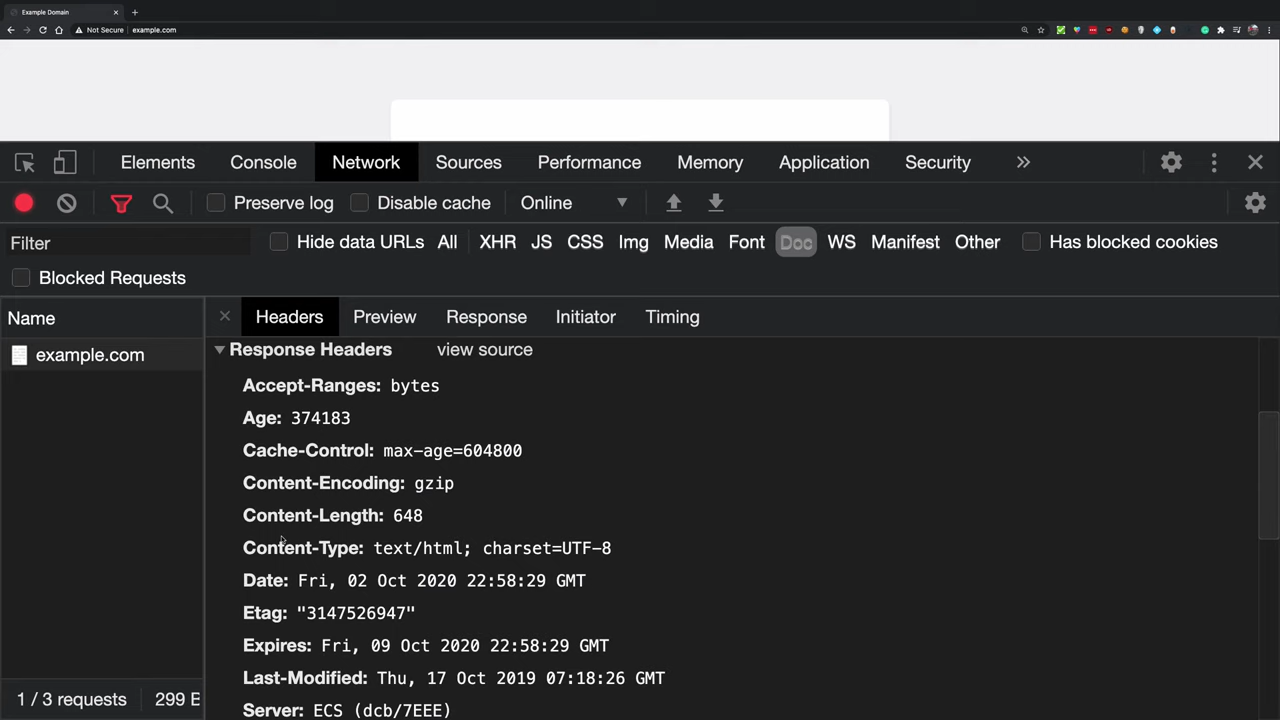 Example Domain
Not Secure example.com
Elements Console Network Sources Performance Memory Application Security »
Preserve log Disable cache Online
Filter Hide data URLs All XHR JS CSS Img Media Font Doc WS Manifest Other Has blocked cookies
Blocked Requests
Name Headers Preview Response Initiator Timing
example.com
Response Headers view source
Accept-Ranges: bytes
Age: 374183
Cache-Control: max-age=604800
Content-Encoding: gzip
Content-Length: 648
Content-Type: text/html; charset=UTF-8
Date: Fri, 02 Oct 2020 22:58:29 GMT
Etag: "3147526947"
Expires: Fri, 09 Oct 2020 22:58:29 GMT
Last-Modified: Thu, 17 Oct 2019 07:18:26 GMT
Server: ECS (dcb/7EEE)
1 / 3 requests 299 B